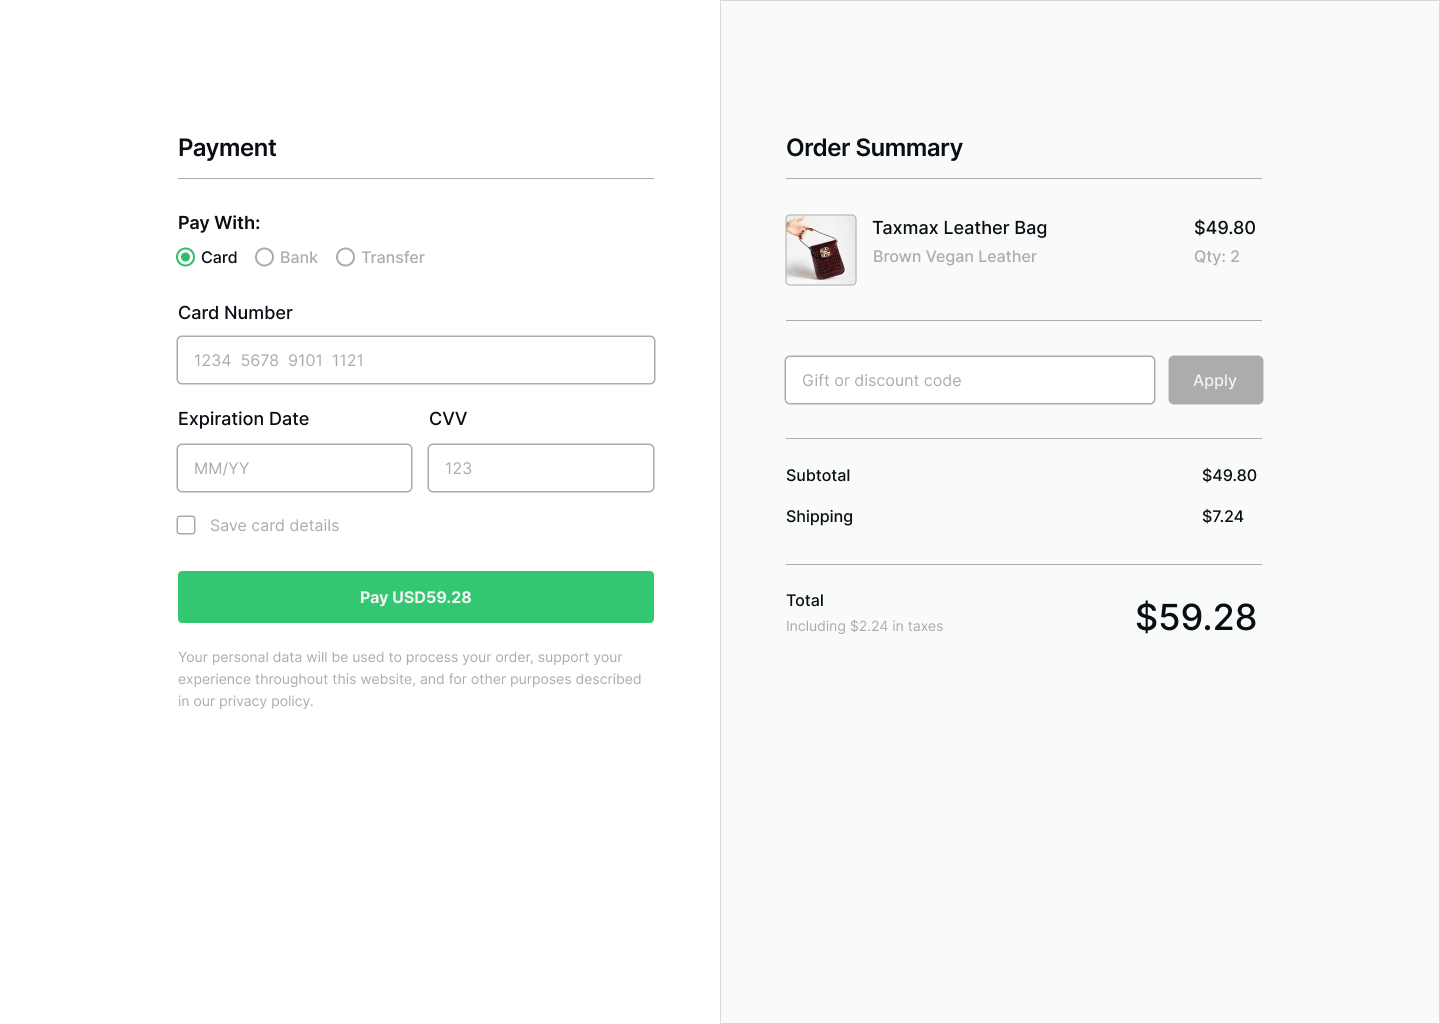 Payment
Pay With:
Card Bank Transfer
Card Number
1234 5678 9101 1121
Expiration Date CVV
MM/YY 123
Save card details
Pay USD59.28
Your personal data will be used to process your order, support your
experience throughout this website, and for other purposes described
in our privacy policy.
Order Summary
Taxmax Leather Bag $49.80
Brown Vegan Leather Qty: 2
Gift or discount code Apply
Subtotal $49.80
Shipping $7.24
Total
Including $2.24 in taxes
$59.28